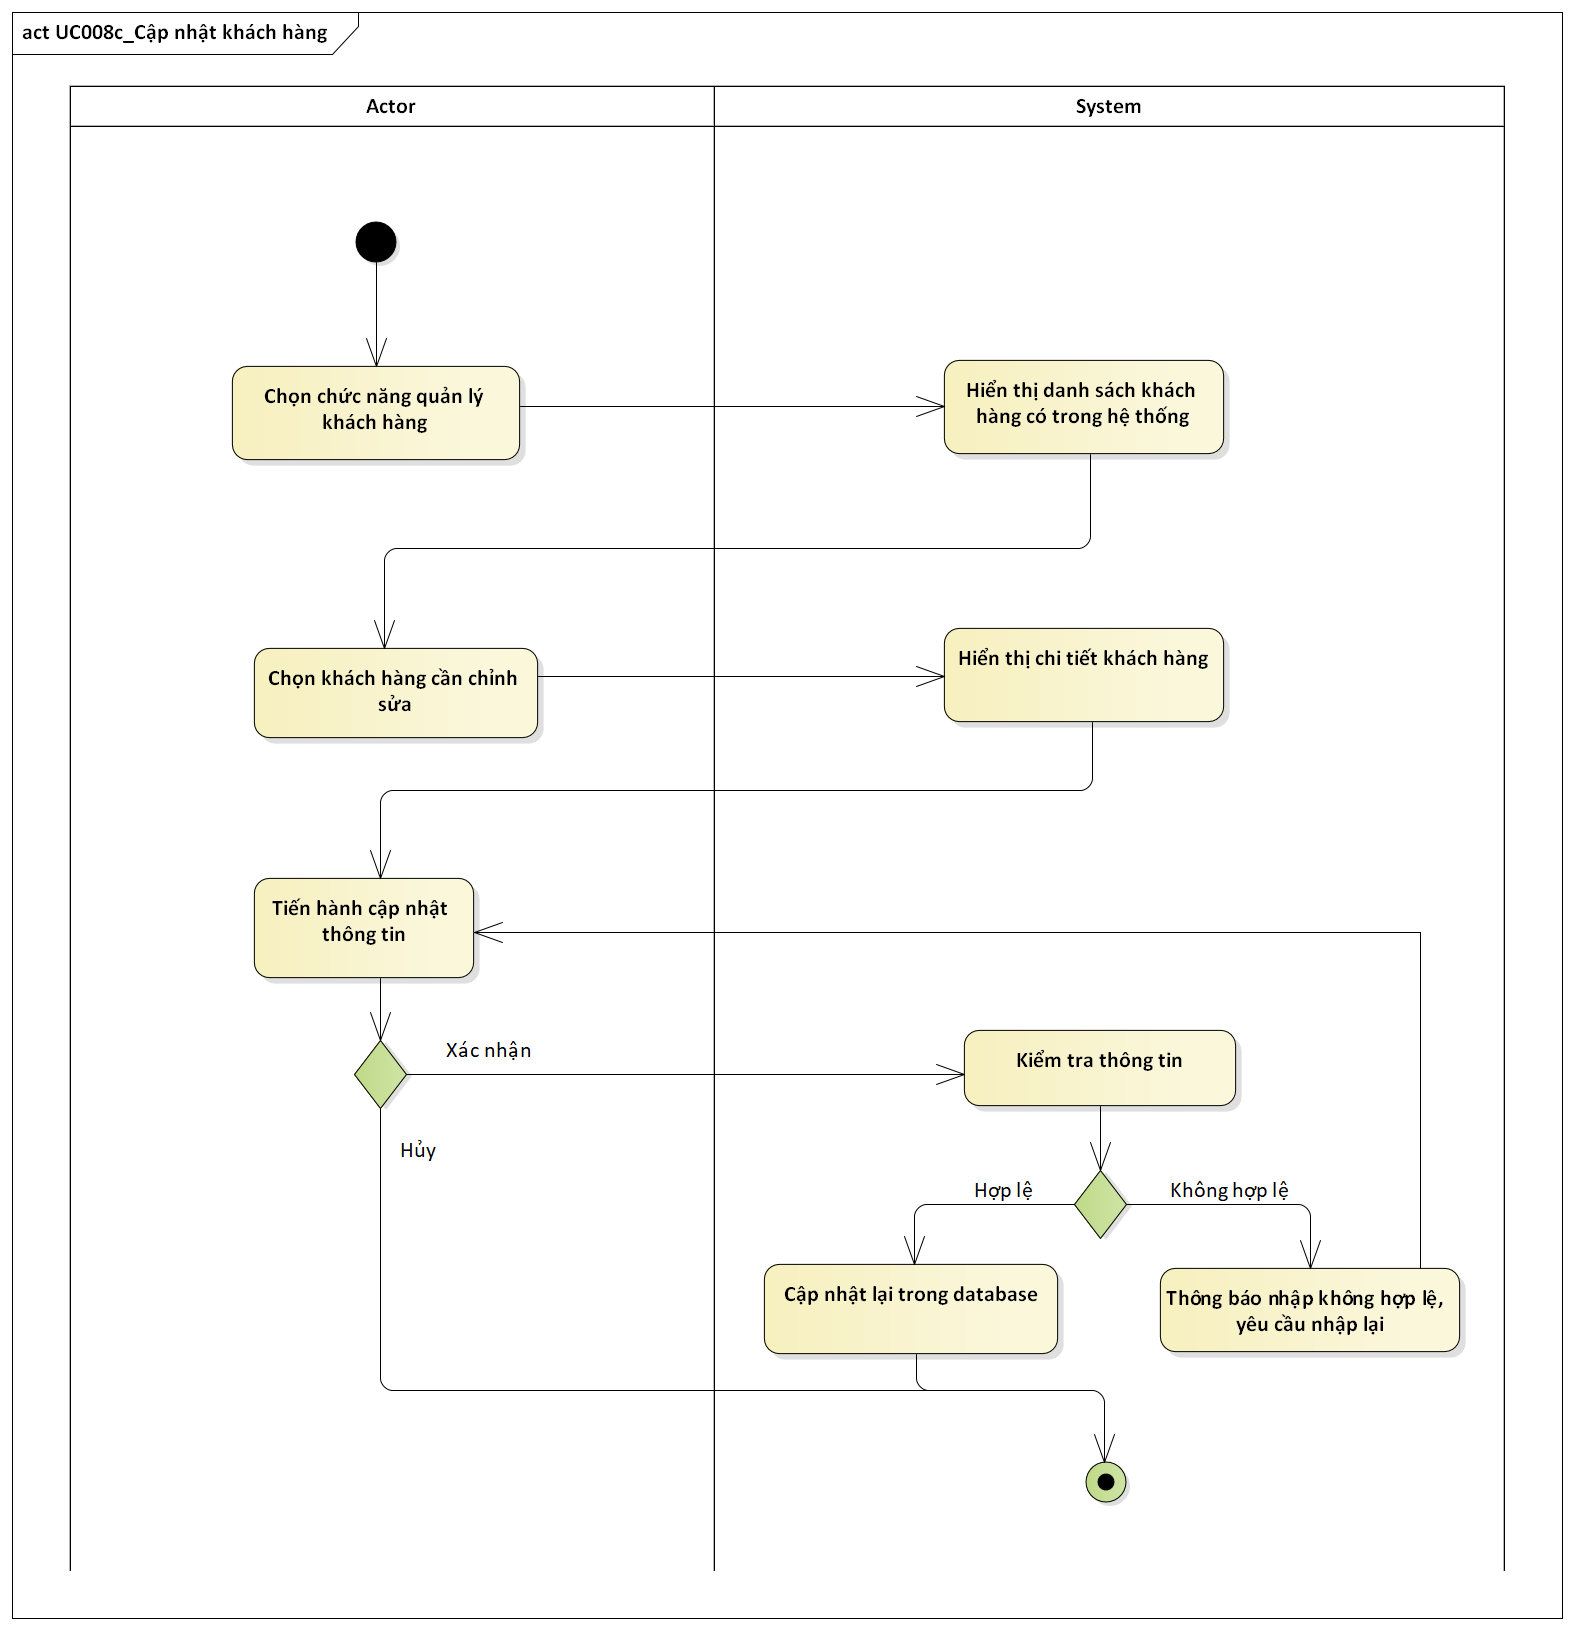 act UC008c_Cập nhật khách hàng
Actor
System
Chọn chức năng quản lý
khách hàng
Hiển thị danh sách khách
hàng có trong hệ thống
Chọn khách hàng cần chỉnh
sửa
Hiển thị chi tiết khách hàng
Tiến hành cập nhật
thông tin
Xác nhận
Kiểm tra thông tin
Hủy
Hợp lệ
Không hợp lệ
Cập nhật lại trong database
Thông báo nhập không hợp lệ,
yêu cầu nhập lại